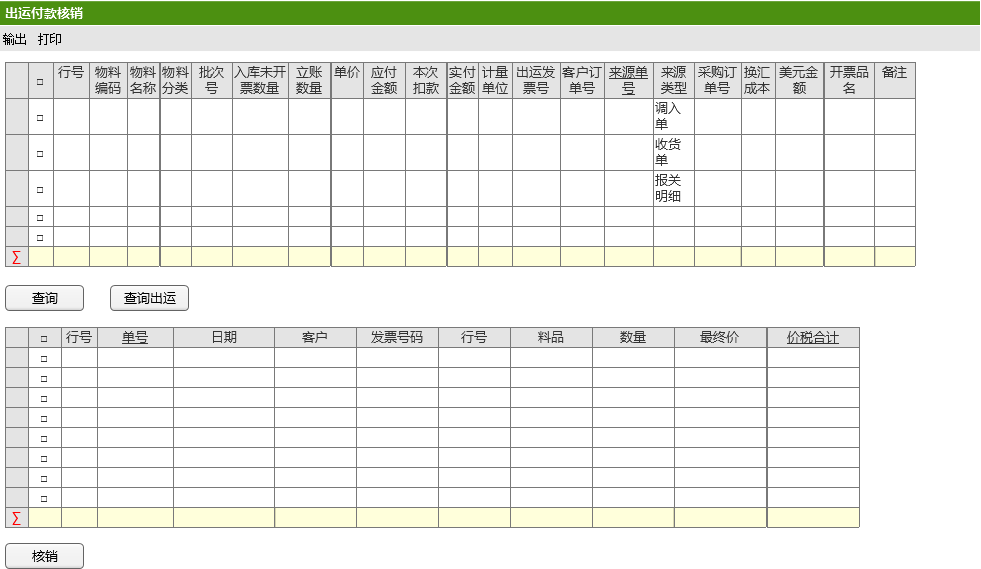 出运付款核销
输出 打印
□ 行号 物料编码 物料名称 物料分类 批次号 入库未开票数量 立账数量 单价 应付金额 本次扣款 实付金额 计量单位 出运发票号 客户订单号 来源单号 来源类型 采购订单号 换汇成本 美元金额 开票品名 备注
□ 调入单
□ 收货单
□ 报关明细
□
□
∑
查询 查询出运
□ 行号 单号 日期 客户 发票号码 行号 料品 数量 最终价 价税合计
□
□
□
□
□
□
□
□
∑
核销